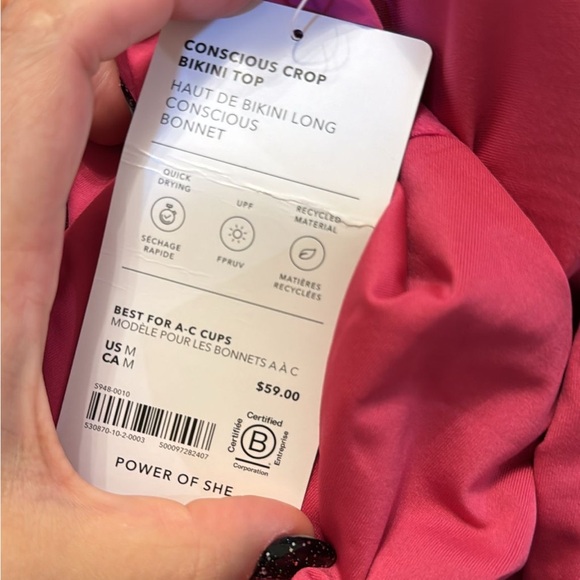 CONSCIOUS CROP
BIKINI TOP
HAUT DE BIKINI LONG
CONSCIOUS
BONNET
QUICK
DRYING
SÉCHAGE
RAPIDE
UPF
FPRUV
RECYCLED
MATERIAL
MATIÈRES
RECYCLÉES
BEST FOR A-C CUPS
MODÈLE POUR LES BONNETS A À C
US M
CA M
$59.00
5948-0010
530870-10-2-0003 500097282407
Certified
Certifiée
B
Entreprise
Corporation
POWER OF SHE